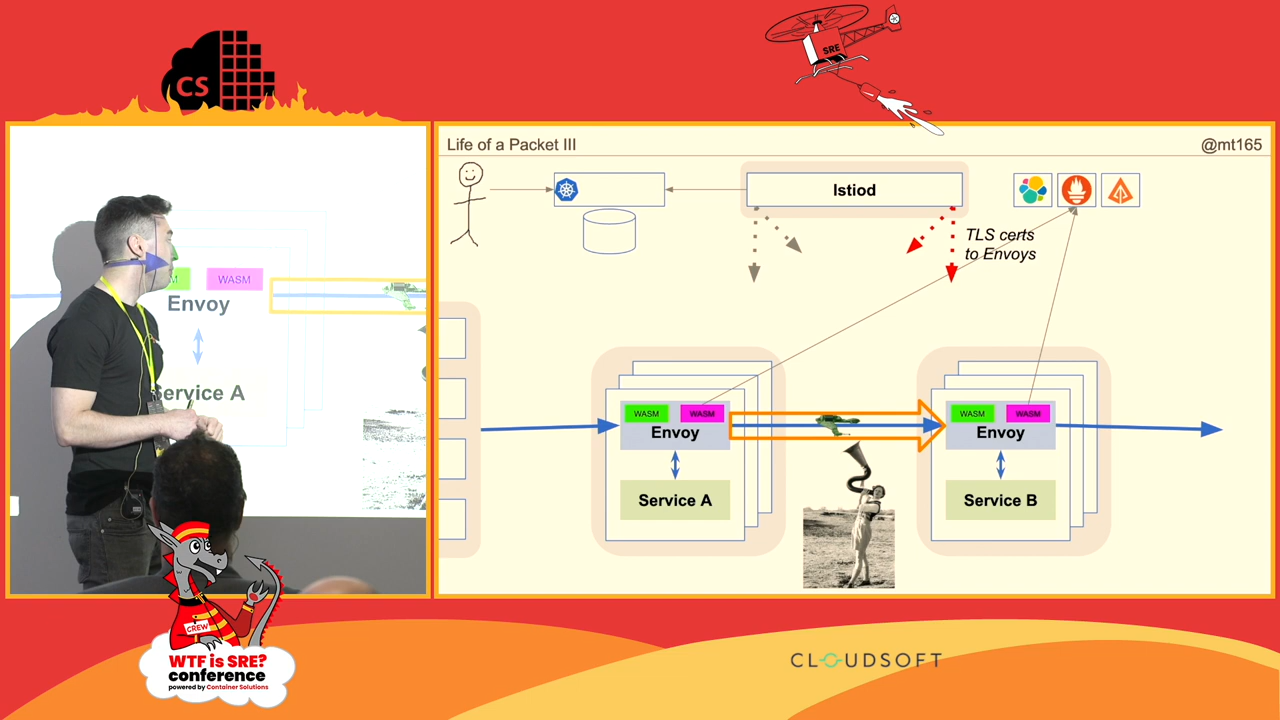 CS
SRE
WASM
Envoy
Service A
Life of a Packet III
@mt165
Istiod
TLS certs
to Envoys
WASM
WASM
Envoy
Service A
WASM
WASM
Envoy
Service B
CREW
WTF is SRE?
conference
powered by Container Solutions
CLOUDSOFT